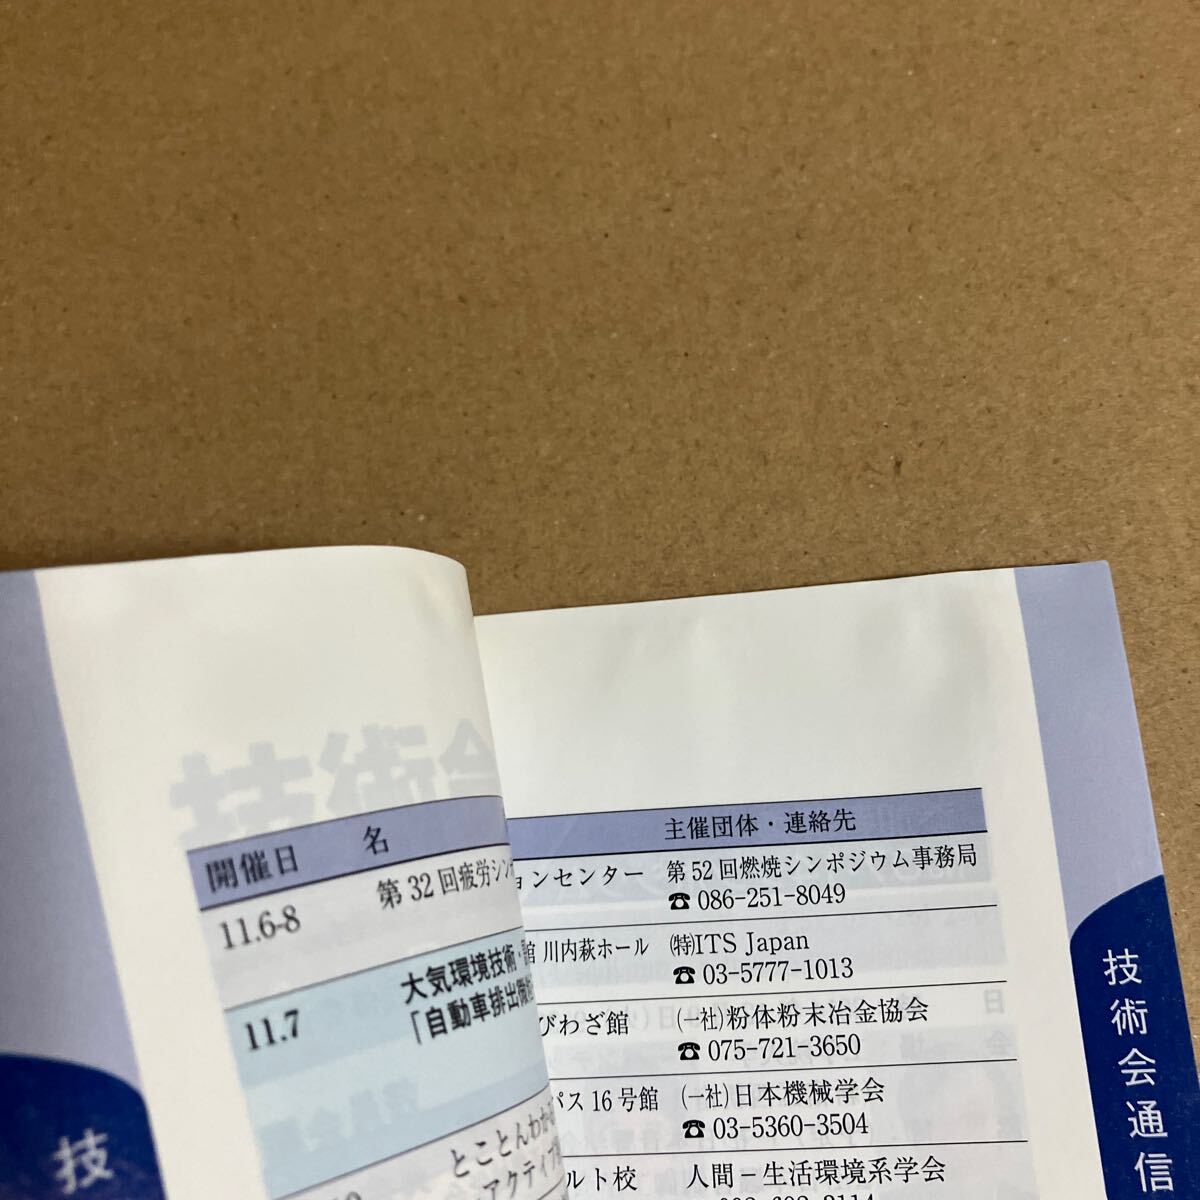 技術会
開催日 名
11.6-8 第32回疲労シン
11.7 大気環境技術・
「自動車排出微
とことんわか
アクティブ
技
主催団体・連絡先
ョンセンター 第52回燃焼シンポジウム事務局
☎ 086-251-8049
館 川内萩ホール ㈵ITS Japan
☎ 03-5777-1013
びわざ館 (一社)粉体粉末冶金協会
☎ 075-721-3650
パス16号館 (一社)日本機械学会
☎ 03-5360-3504
ルト校 人間－生活環境系学会
技術会通信